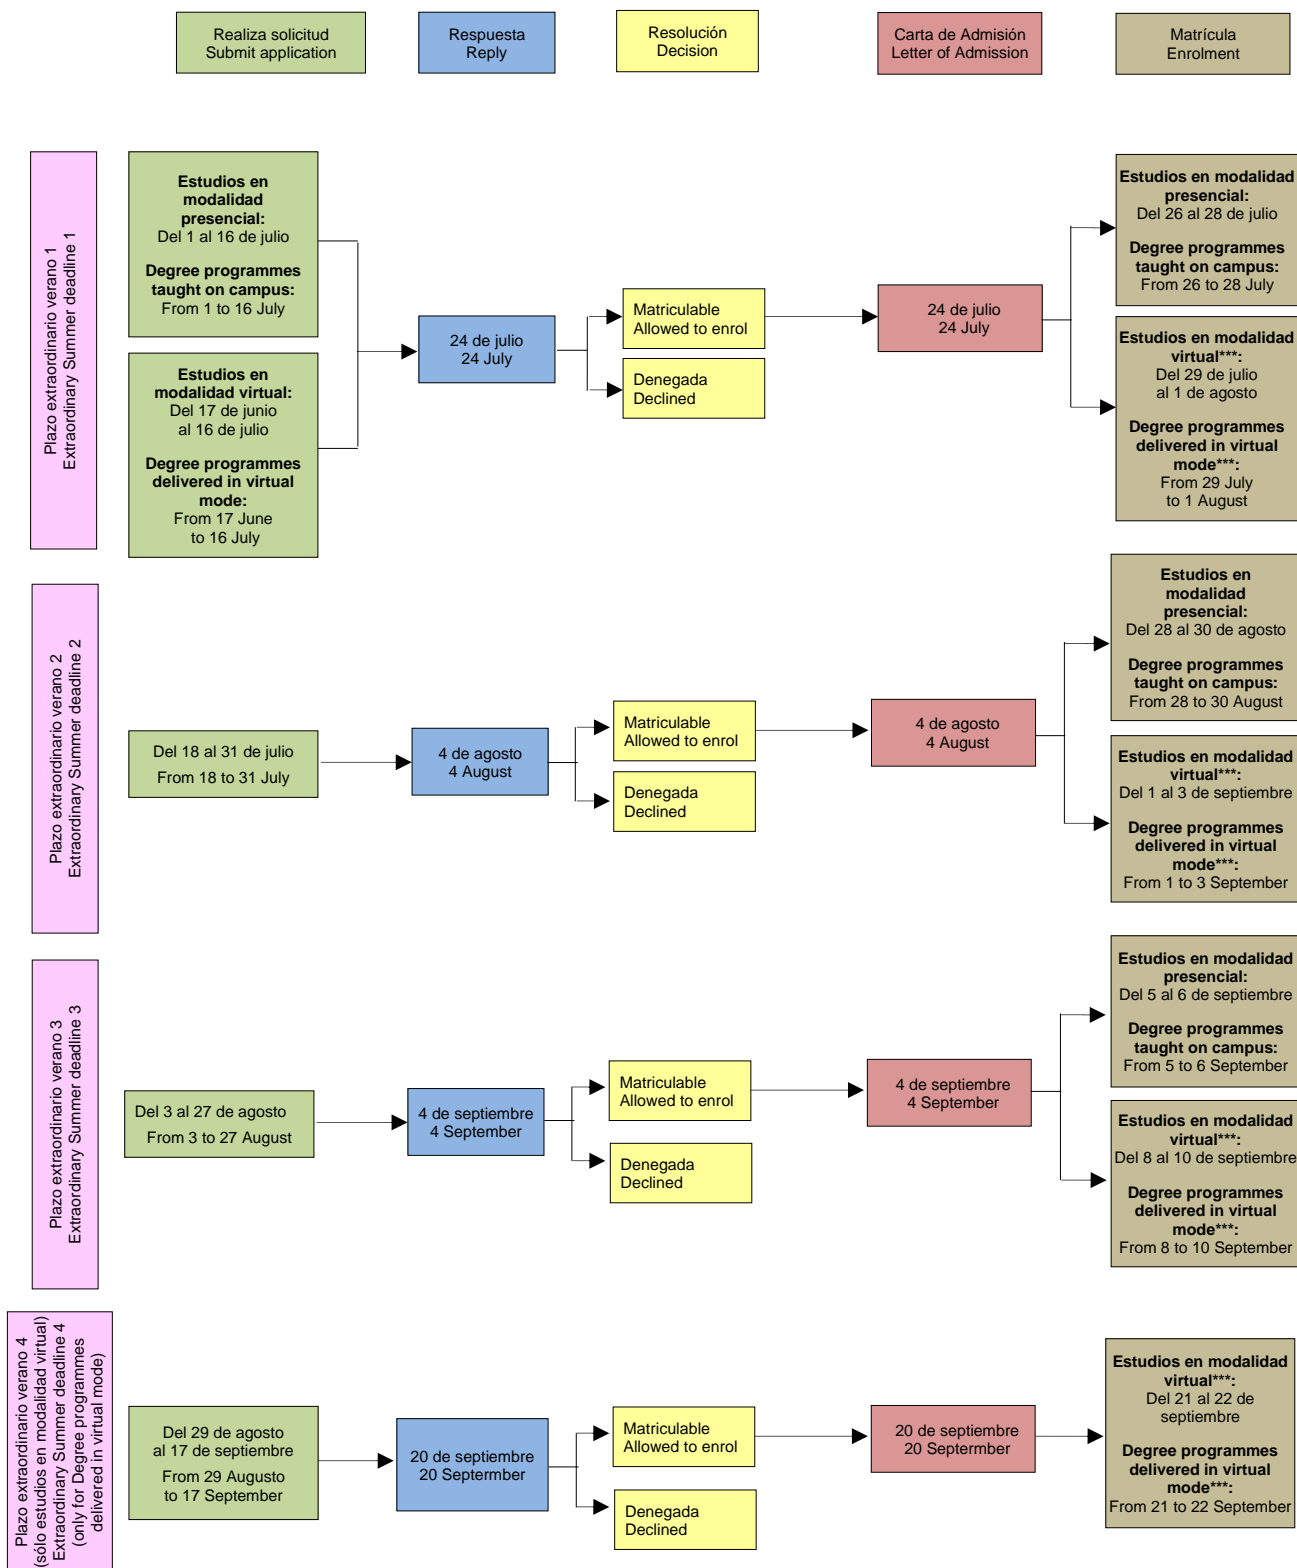 Realiza solicitud
Submit application
Respuesta
Reply
Resolución
Decision
Carta de Admisión
Letter of Admission
Matrícula
Enrolment
Plazo extraordinario verano 1
Extraordinary Summer deadline 1
Estudios en
modalidad
presencial:
Del 1 al 16 de julio
Degree programmes
taught on campus:
From 1 to 16 July
Estudios en
modalidad virtual:
Del 17 de junio
al 16 de julio
Degree programmes
delivered in virtual
mode:
From 17 June
to 16 July
24 de julio
24 July
Matriculable
Allowed to enrol
Denegada
Declined
24 de julio
24 July
Estudios en modalidad
presencial:
Del 26 al 28 de julio
Degree programmes
taught on campus:
From 26 to 28 July
Estudios en modalidad
virtual***:
Del 29 de julio
al 1 de agosto
Degree programmes
delivered in virtual
mode***:
From 29 July
to 1 August
Plazo extraordinario verano 2
Extraordinary Summer deadline 2
Del 18 al 31 de julio
From 18 to 31 July
4 de agosto
4 August
Matriculable
Allowed to enrol
Denegada
Declined
4 de agosto
4 August
Estudios en
modalidad
presencial:
Del 28 al 30 de agosto
Degree programmes
taught on campus:
From 28 to 30 August
Estudios en modalidad
virtual***:
Del 1 al 3 de septiembre
Degree programmes
delivered in virtual
mode***:
From 1 to 3 September
Plazo extraordinario verano 3
Extraordinary Summer deadline 3
Del 3 al 27 de agosto
From 3 to 27 August
4 de septiembre
4 September
Matriculable
Allowed to enrol
Denegada
Declined
4 de septiembre
4 September
Estudios en modalidad
presencial:
Del 5 al 6 de septiembre
Degree programmes
taught on campus:
From 5 to 6 September
Estudios en modalidad
virtual***:
Del 8 al 10 de septiembre
Degree programmes
delivered in virtual
mode***:
From 8 to 10 September
Plazo extraordinario verano 4
(sólo estudios en modalidad virtual)
Extraordinary Summer deadline 4
(only for Degree programmes
delivered in virtual mode)
Del 29 de agosto
al 17 de septiembre
From 29 Augusto
to 17 September
20 de septiembre
20 Septermber
Matriculable
Allowed to enrol
Denegada
Declined
20 de septiembre
20 Septermber
Estudios en modalidad
virtual***:
Del 21 al 22 de
septiembre
Degree programmes
delivered in virtual
mode***:
From 21 to 22 September